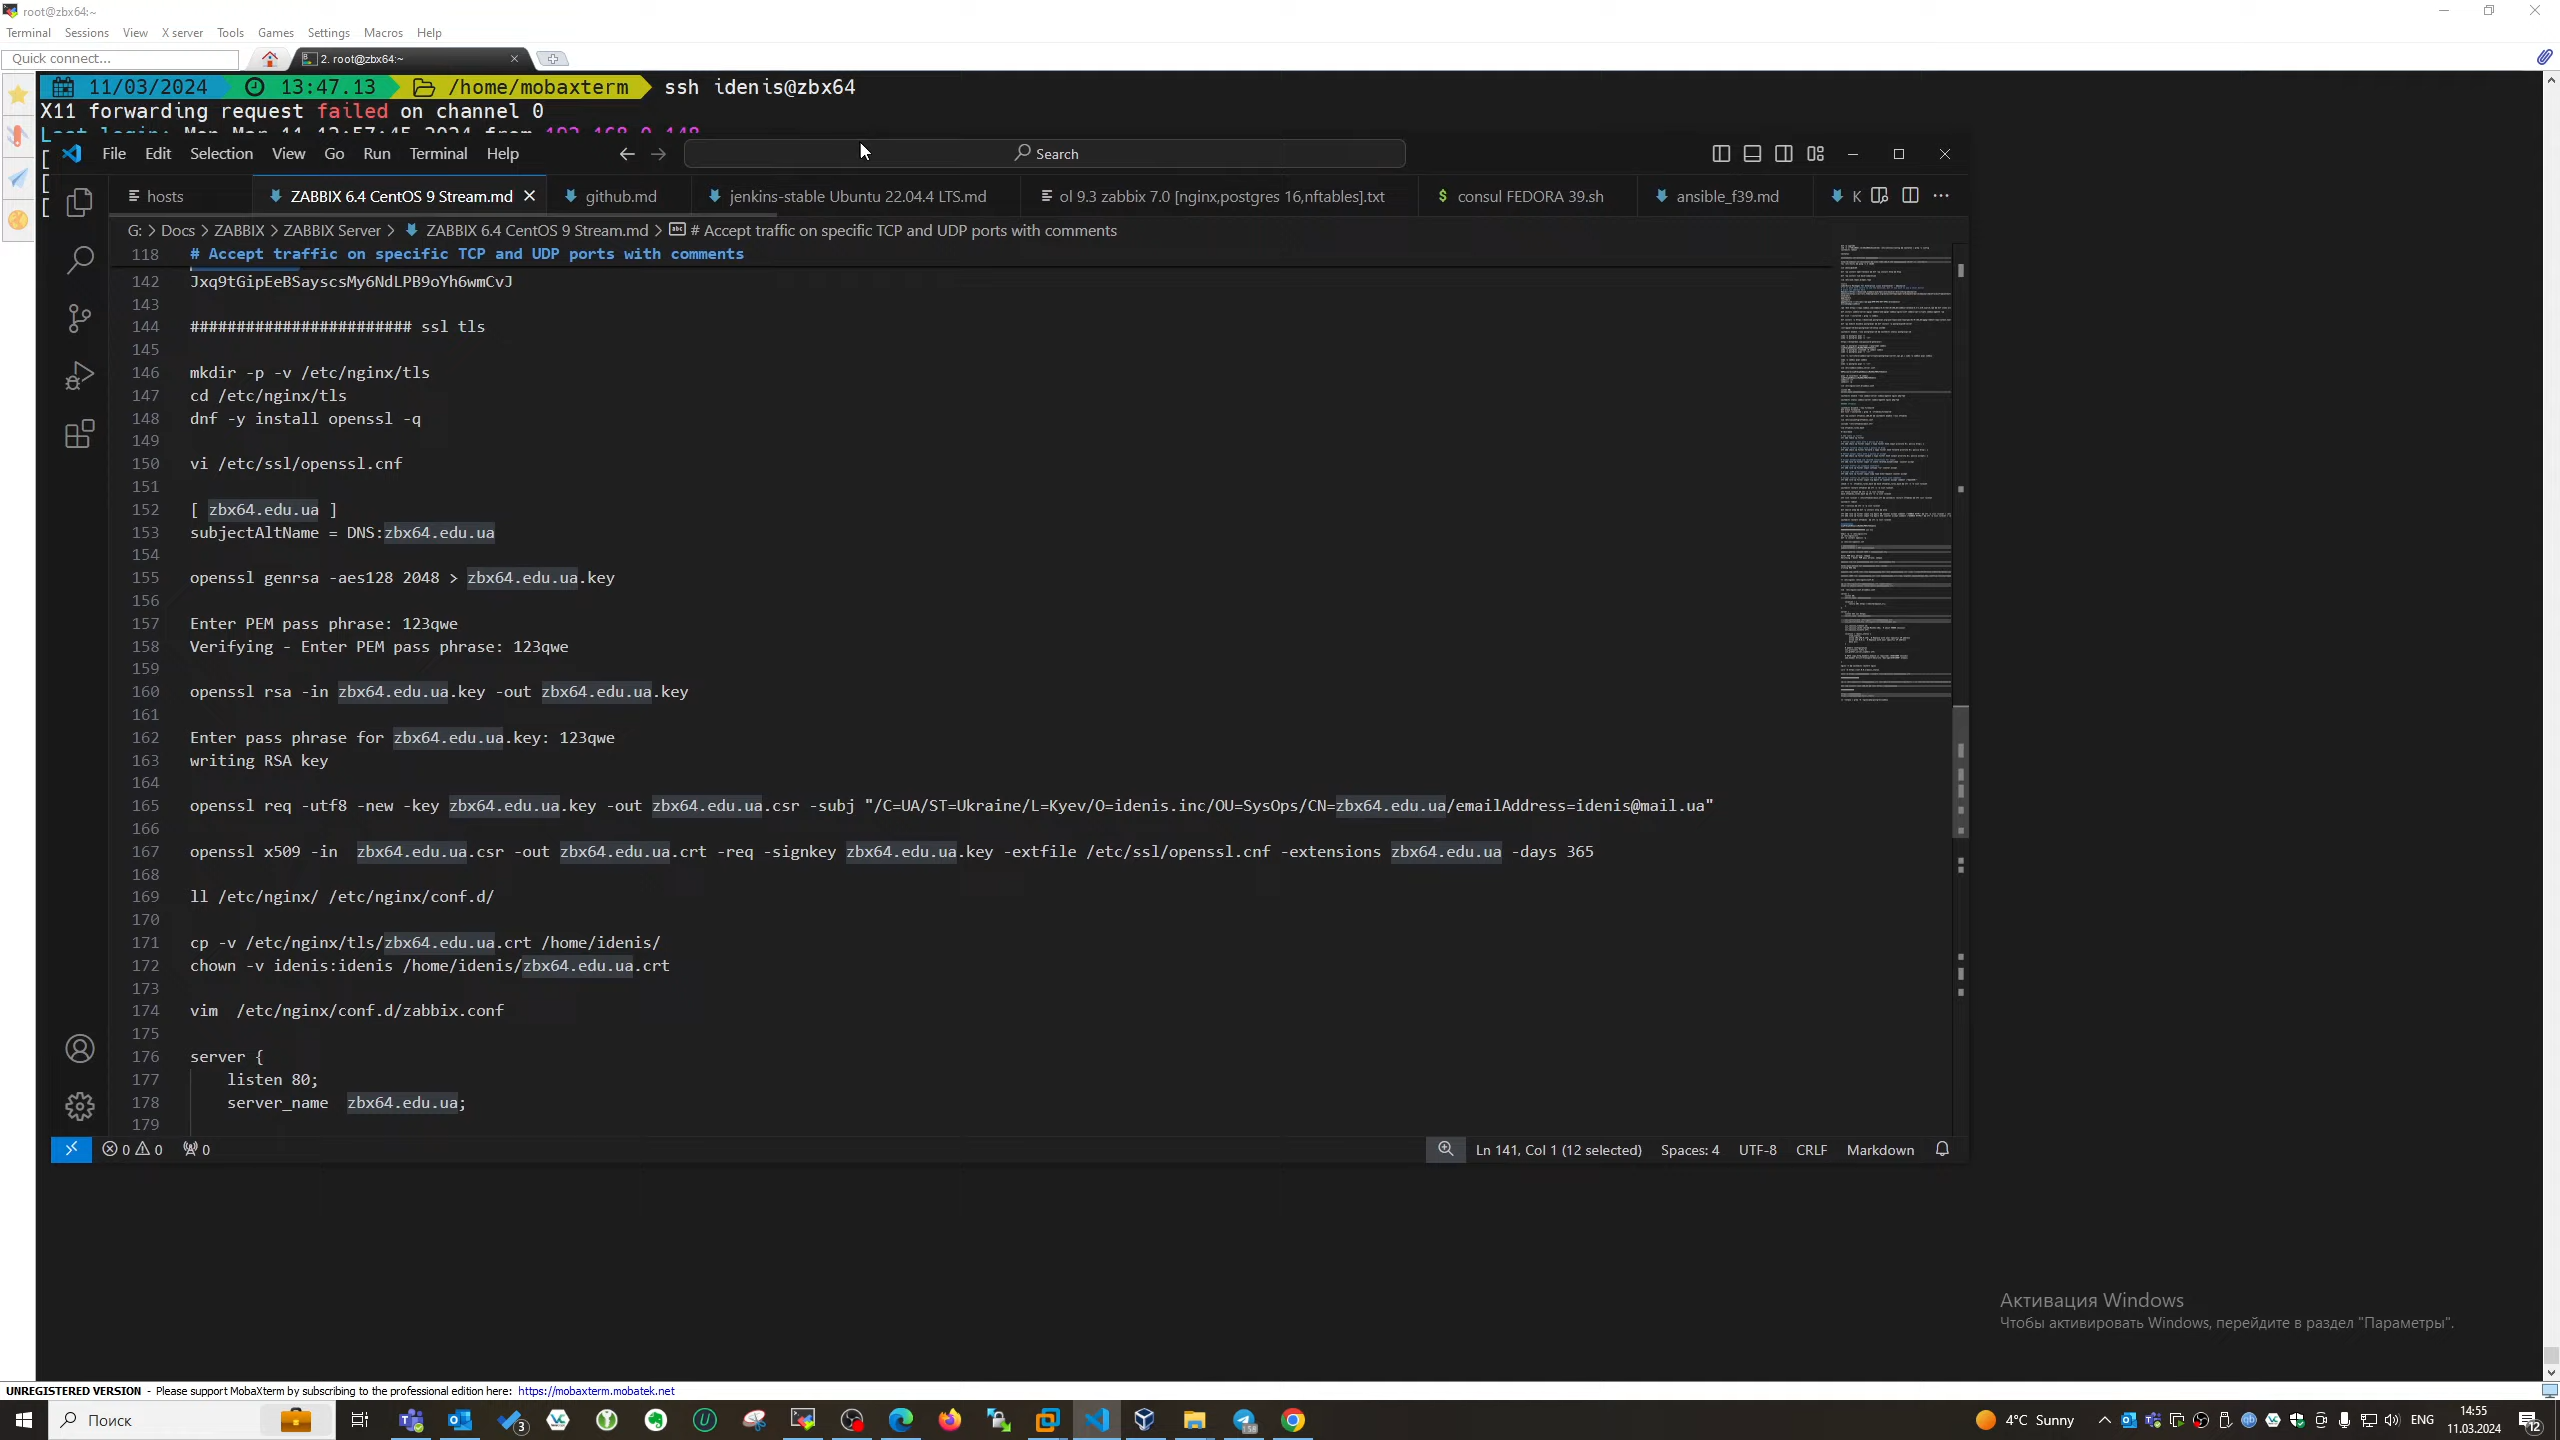 root@zbx64:~
Terminal Sessions View X server Tools Games Settings Macros Help
Quick connect...
2. root@zbx64:~
11/03/2024 13:47.13 /home/mobaxterm ssh idenis@zbx64
X11 forwarding request failed on channel 0
Last login: Mon Mar 11 12:57:45 2024 from 192.168.0.148
[
[
[
File Edit Selection View Go Run Terminal Help
Search
hosts
ZABBIX 6.4 CentOS 9 Stream.md
github.md
jenkins-stable Ubuntu 22.04.4 LTS.md
ol 9.3 zabbix 7.0 [nginx,postgres 16,nftables].txt
consul FEDORA 39.sh
ansible_f39.md
K
G: > Docs > ZABBIX > ZABBIX Server > ZABBIX 6.4 CentOS 9 Stream.md > # Accept traffic on specific TCP and UDP ports with comments
118 # Accept traffic on specific TCP and UDP ports with comments
142 Jxq9tGipEeBSayscsMy6NdLPB9oYh6wmCvJ
143
144 ######################## ssl tls
145
146 mkdir -p -v /etc/nginx/tls
147 cd /etc/nginx/tls
148 dnf -y install openssl -q
149
150 vi /etc/ssl/openssl.cnf
151
152 [ zbx64.edu.ua ]
153 subjectAltName = DNS:zbx64.edu.ua
154
155 openssl genrsa -aes128 2048 > zbx64.edu.ua.key
156
157 Enter PEM pass phrase: 123qwe
158 Verifying - Enter PEM pass phrase: 123qwe
159
160 openssl rsa -in zbx64.edu.ua.key -out zbx64.edu.ua.key
161
162 Enter pass phrase for zbx64.edu.ua.key: 123qwe
163 writing RSA key
164
165 openssl req -utf8 -new -key zbx64.edu.ua.key -out zbx64.edu.ua.csr -subj "/C=UA/ST=Ukraine/L=Kyev/O=idenis.inc/OU=SysOps/CN=zbx64.edu.ua/emailAddress=idenis@mail.ua"
166
167 openssl x509 -in  zbx64.edu.ua.csr -out zbx64.edu.ua.crt -req -signkey zbx64.edu.ua.key -extfile /etc/ssl/openssl.cnf -extensions zbx64.edu.ua -days 365
168
169 ll /etc/nginx/ /etc/nginx/conf.d/
170
171 cp -v /etc/nginx/tls/zbx64.edu.ua.crt /home/idenis/
172 chown -v idenis:idenis /home/idenis/zbx64.edu.ua.crt
173
174 vim  /etc/nginx/conf.d/zabbix.conf
175
176 server {
177     listen 80;
178     server_name  zbx64.edu.ua;
179
0 0 0
Ln 141, Col 1 (12 selected) Spaces: 4 UTF-8 CRLF Markdown
Активация Windows
Чтобы активировать Windows, перейдите в раздел "Параметры".
UNREGISTERED VERSION - Please support MobaXterm by subscribing to the professional edition here: https://mobaxterm.mobatek.net
Поиск
3
158
4°C Sunny
ENG
14:55
11.03.2024
12